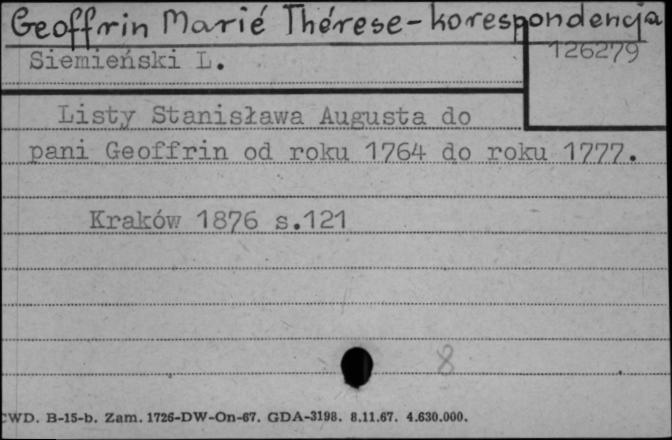 Geoffrin Marié Thérese - korespondencja
126279
Siemieński L.
Listy Stanisława Augusta do
pani Geoffrin od roku 1764 do roku 1777.
Kraków 1876 s.121
8
CWD. B-15-b. Zam. 1726-DW-On-67. GDA-3198. 8.11.67. 4.630.000.